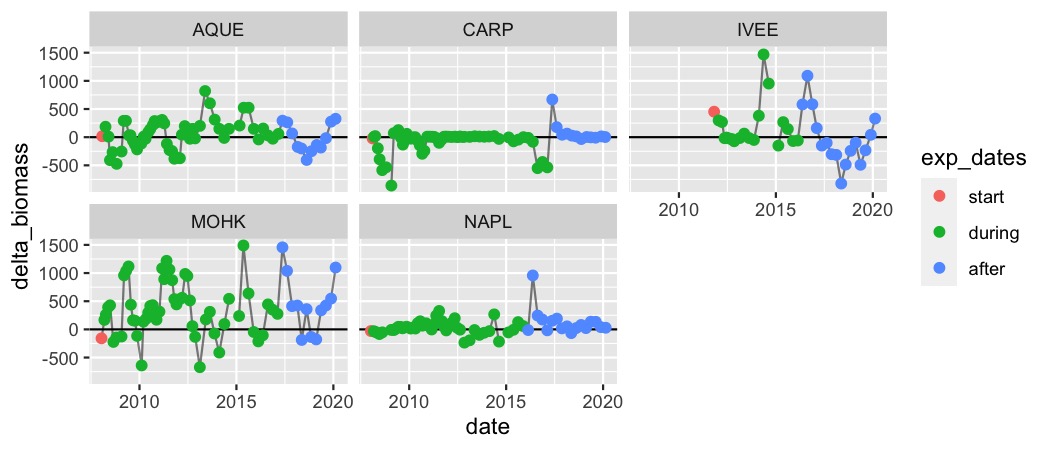 AQUE CARP IVEE
1500
1000
500
0
-500
2010 2015 2020
MOHK NAPL
1500
1000
500
0
-500
2010 2015 2020 2010 2015 2020
delta_biomass
date
exp_dates
start
during
after